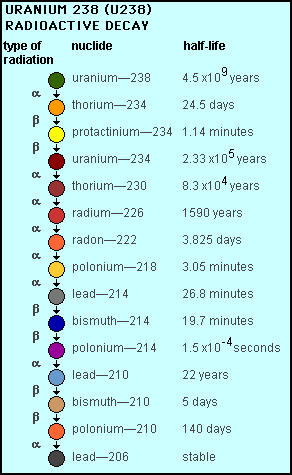 URANIUM 238 (U238)
RADIOACTIVE DECAY
type of radiation nuclide half-life
uranium—238 4.5 x10⁹ years
α
thorium—234 24.5 days
β
protactinium—234 1.14 minutes
β
uranium—234 2.33 x10⁵ years
α
thorium—230 8.3 x10⁴ years
α
radium—226 1590 years
α
radon—222 3.825 days
α
polonium—218 3.05 minutes
α
lead—214 26.8 minutes
β
bismuth—214 19.7 minutes
β
polonium—214 1.5 x10⁻⁴ seconds
α
lead—210 22 years
β
bismuth—210 5 days
β
polonium—210 140 days
α
lead—206 stable